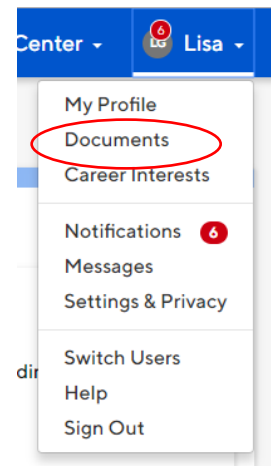 Center
6
LG
Lisa
My Profile
Documents
Career Interests
Notifications 6
Messages
Settings & Privacy
Switch Users
Help
Sign Out